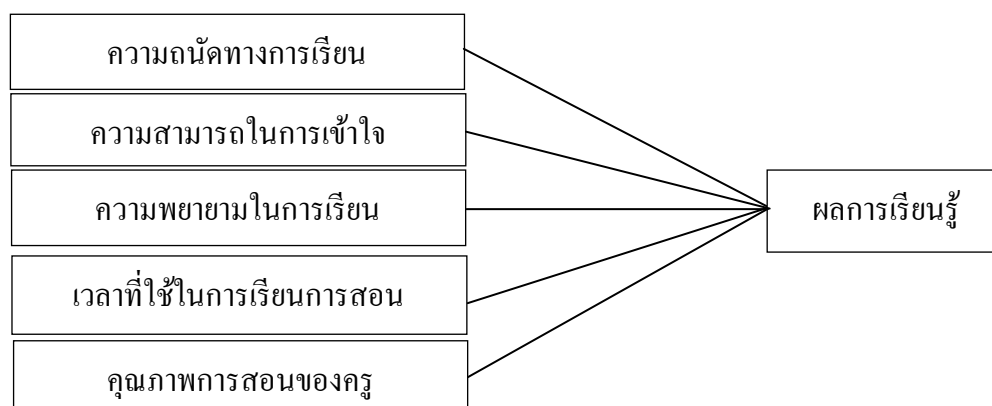 ความถนัดทางการเรียน
ความสามารถในการเข้าใจ
ความพยายามในการเรียน
เวลาที่ใช้ในการเรียนการสอน
คุณภาพการสอนของครู
ผลการเรียนรู้